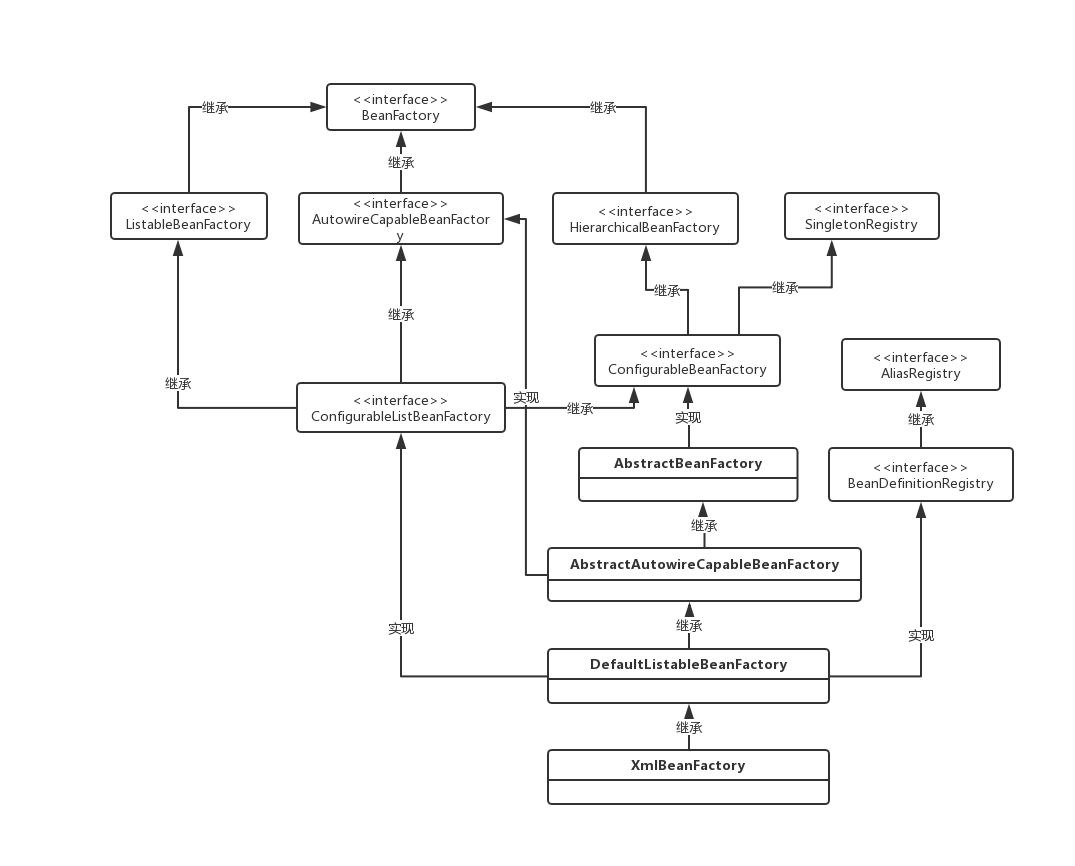 <<interface>>
BeanFactory
继承
继承
继承
<<interface>>
ListableBeanFactory
<<interface>>
AutowireCapableBeanFactor
y
<<interface>>
HierarchicalBeanFactory
<<interface>>
SingletonRegistry
继承
继承
继承
<<interface>>
ConfigurableBeanFactory
<<interface>>
AliasRegistry
继承
<<interface>>
ConfigurableListBeanFactory
实现
继承
实现
继承
AbstractBeanFactory
<<interface>>
BeanDefinitionRegistry
继承
AbstractAutowireCapableBeanFactory
实现
继承
实现
DefaultListableBeanFactory
继承
XmlBeanFactory